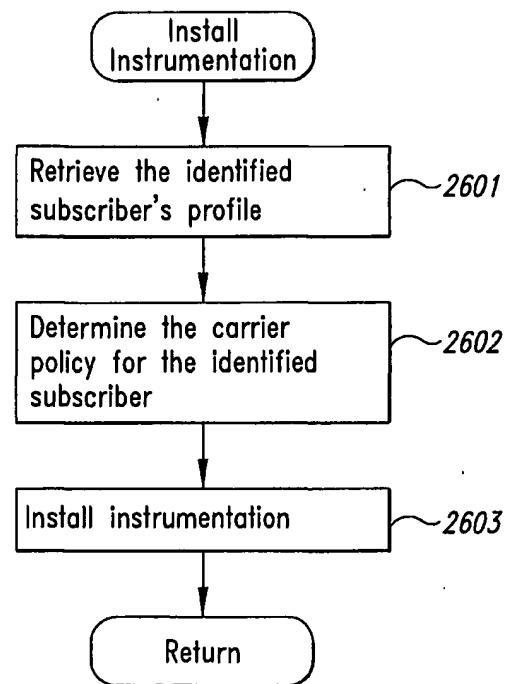 Install
Instrumentation
Retrieve the identified
subscriber's profile
2601
Determine the carrier
policy for the identified
subscriber
2602
Install instrumentation
2603
Return